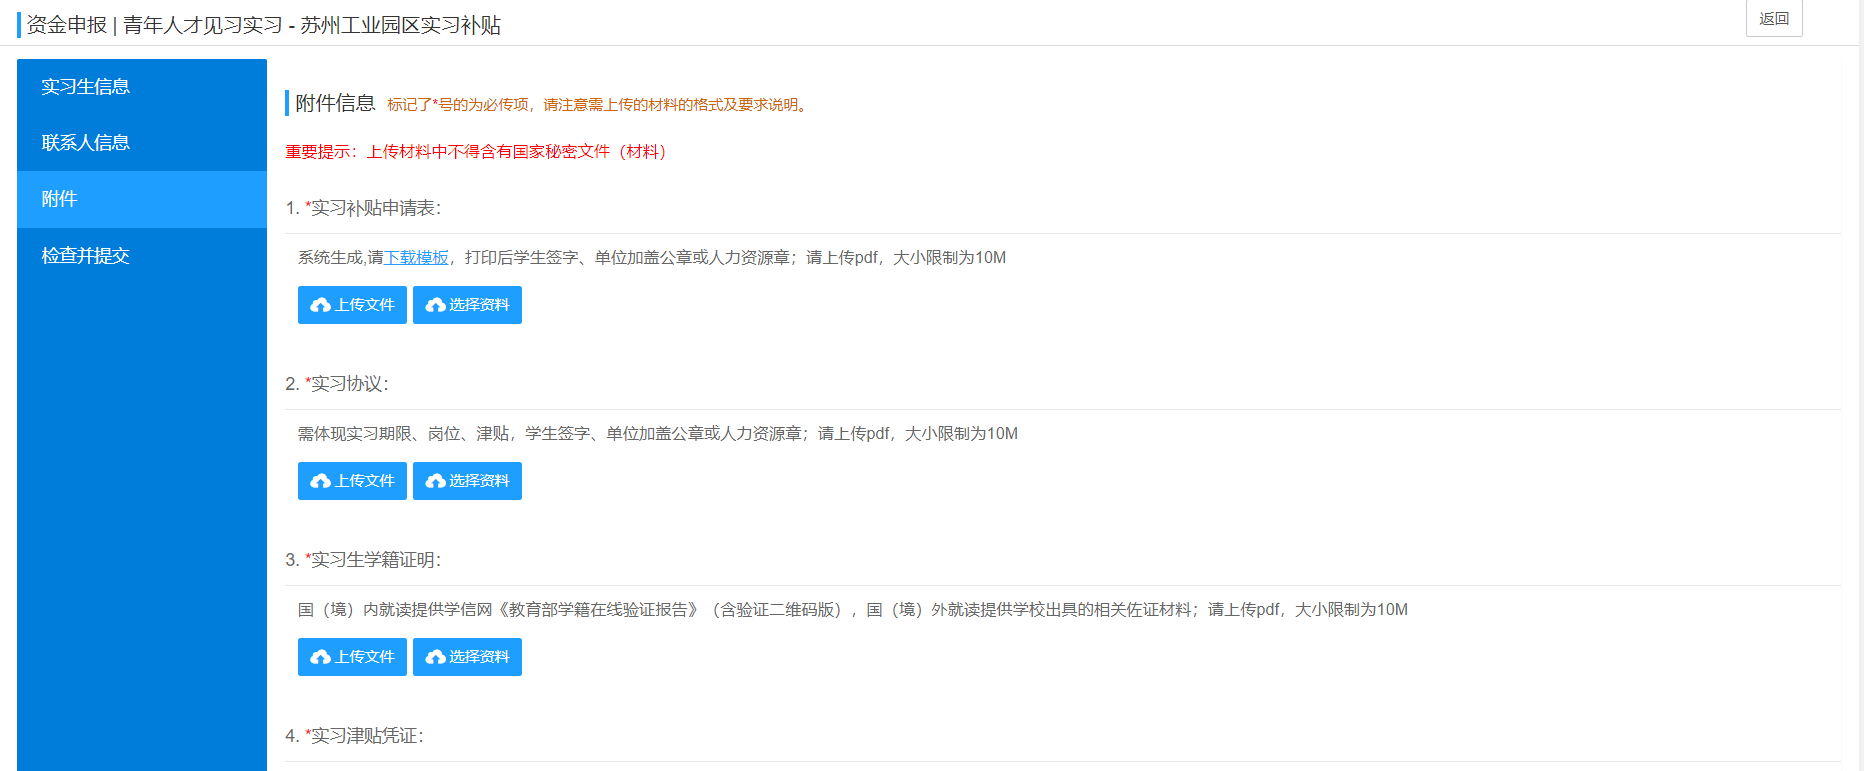 资金申报 | 青年人才见习实习 - 苏州工业园区实习补贴
返回
实习生信息
联系人信息
附件
检查并提交
附件信息 标记了*号的为必传项，请注意需上传的材料的格式及要求说明。
重要提示：上传材料中不得含有国家秘密文件（材料）
1. *实习补贴申请表：
系统生成,请下载模板，打印后学生签字、单位加盖公章或人力资源章；请上传pdf，大小限制为10M
上传文件 选择资料
2. *实习协议：
需体现实习期限、岗位、津贴，学生签字、单位加盖公章或人力资源章；请上传pdf，大小限制为10M
上传文件 选择资料
3. *实习生学籍证明：
国（境）内就读提供学信网《教育部学籍在线验证报告》（含验证二维码版），国（境）外就读提供学校出具的相关佐证材料；请上传pdf，大小限制为10M
上传文件 选择资料
4. *实习津贴凭证：